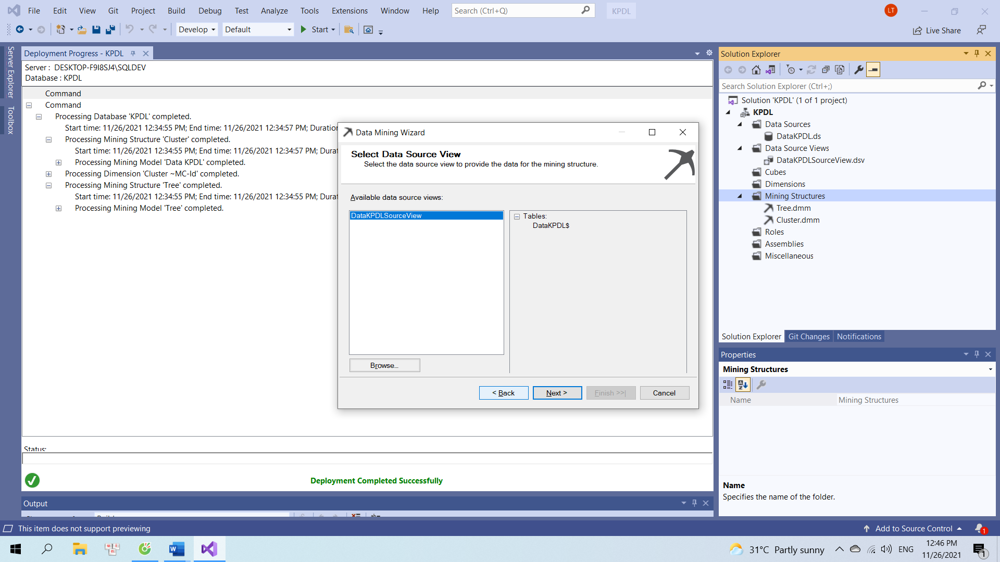 File Edit View Git Project Build Debug Test Analyze Tools Extensions Window Help Search (Ctrl+Q) KPDL LT
Develop Default Start Live Share
Server Explorer
Toolbox
Deployment Progress - KPDL
Server : DESKTOP-F9I8SJ4\SQLDEV
Database : KPDL
Command
Command
Processing Database 'KPDL' completed.
Start time: 11/26/2021 12:34:55 PM; End time: 11/26/2021 12:34:57 PM; Duration
Processing Mining Structure 'Cluster' completed.
Start time: 11/26/2021 12:34:55 PM; End time: 11/26/2021 12:34:57 PM;
Processing Mining Model 'Data KPDL' completed.
Processing Dimension 'Cluster ~MC-Id' completed.
Processing Mining Structure 'Tree' completed.
Start time: 11/26/2021 12:34:55 PM; End time: 11/26/2021 12:34:55 PM;
Processing Mining Model 'Tree' completed.
Status:
Deployment Completed Successfully
Output
Data Mining Wizard
Select Data Source View
Select the data source view to provide the data for the mining structure.
Available data source views:
DataKPDLSourceView
Tables:
DataKPDL$
Browse...
< Back Next > Finish >>| Cancel
Solution Explorer
Search Solution Explorer (Ctrl+;)
Solution 'KPDL' (1 of 1 project)
KPDL
Data Sources
DataKPDL.ds
Data Source Views
DataKPDLSourceView.dsv
Cubes
Dimensions
Mining Structures
Tree.dmm
Cluster.dmm
Roles
Assemblies
Miscellaneous
Solution Explorer Git Changes Notifications
Properties
Mining Structures
Name Mining Structures
Name
Specifies the name of the folder.
This item does not support previewing
Add to Source Control 1
31°C Partly sunny ENG 12:46 PM
11/26/2021 1